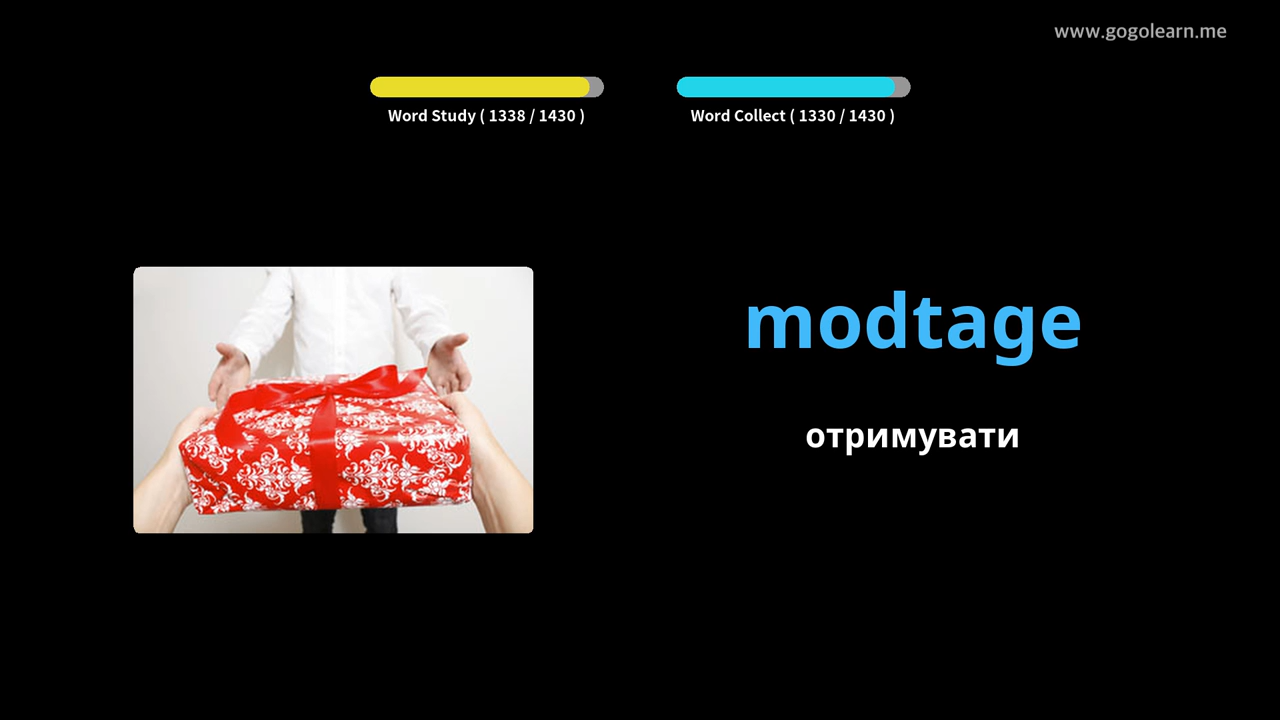 www.gogolearn.me
Word Study ( 1338 / 1430 )
Word Collect ( 1330 / 1430 )
modtage
отримувати